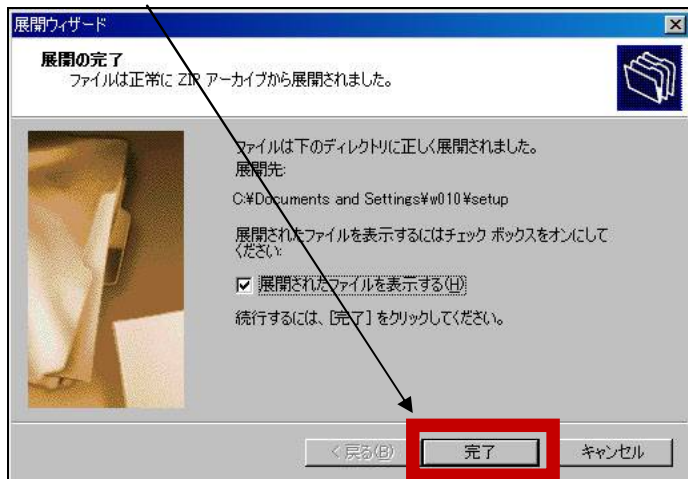 展開ウィザード
展開の完了
ファイルは正常に ZIP アーカイブから展開されました。
ファイルは下のディレクトリに正しく展開されました。
展開先:
C:¥Documents and Settings¥w010¥setup
展開されたファイルを表示するにはチェック ボックスをオンにして
ください:
展開されたファイルを表示する(H)
続行するには、[完了] をクリックしてください。
< 戻る(B)
完了
キャンセル